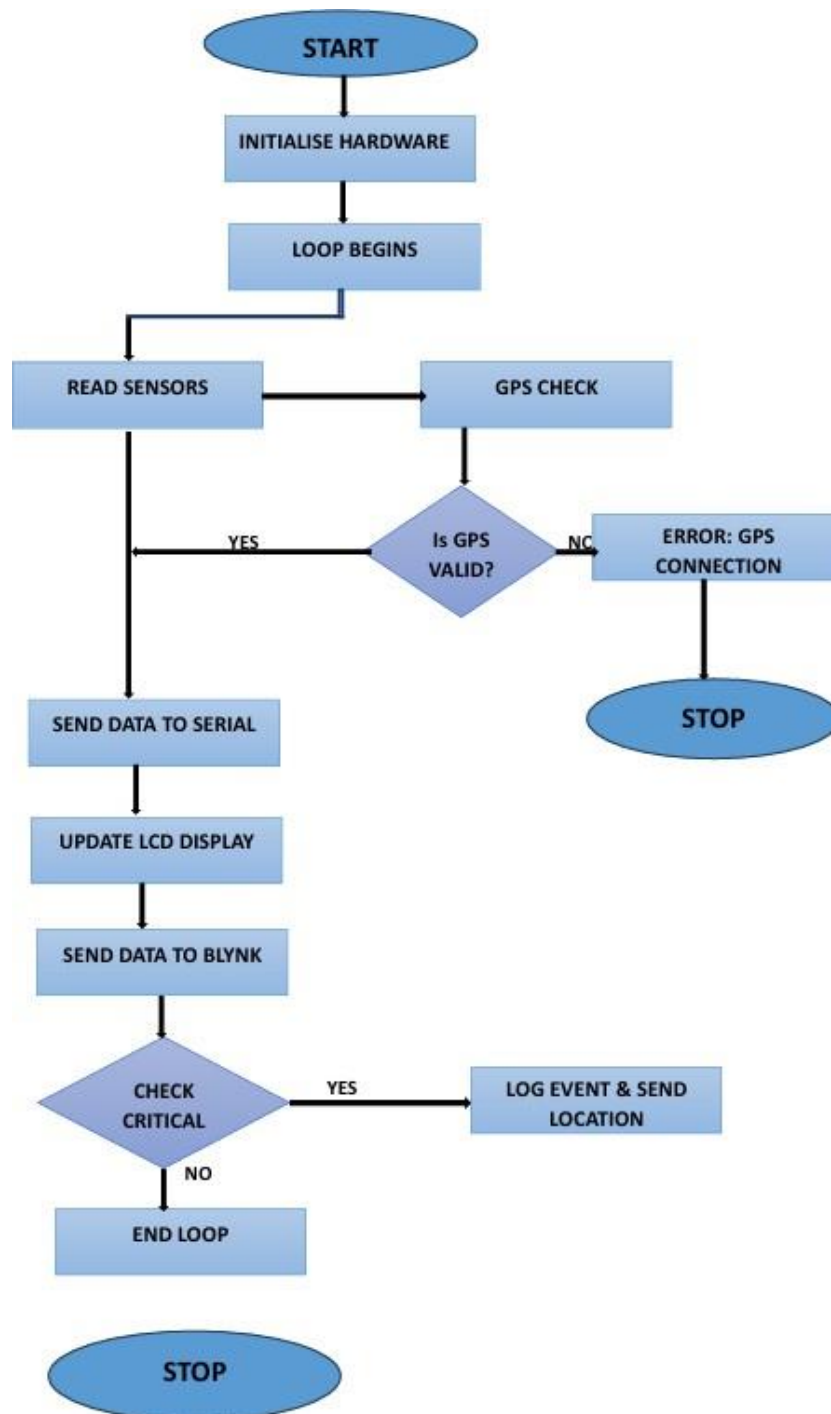 START
INITIALISE HARDWARE
LOOP BEGINS
READ SENSORS
GPS CHECK
Is GPS
VALID?
YES
NC
ERROR: GPS
CONNECTION
STOP
SEND DATA TO SERIAL
UPDATE LCD DISPLAY
SEND DATA TO BLYNK
CHECK
CRITICAL
YES
LOG EVENT & SEND
LOCATION
NO
END LOOP
STOP